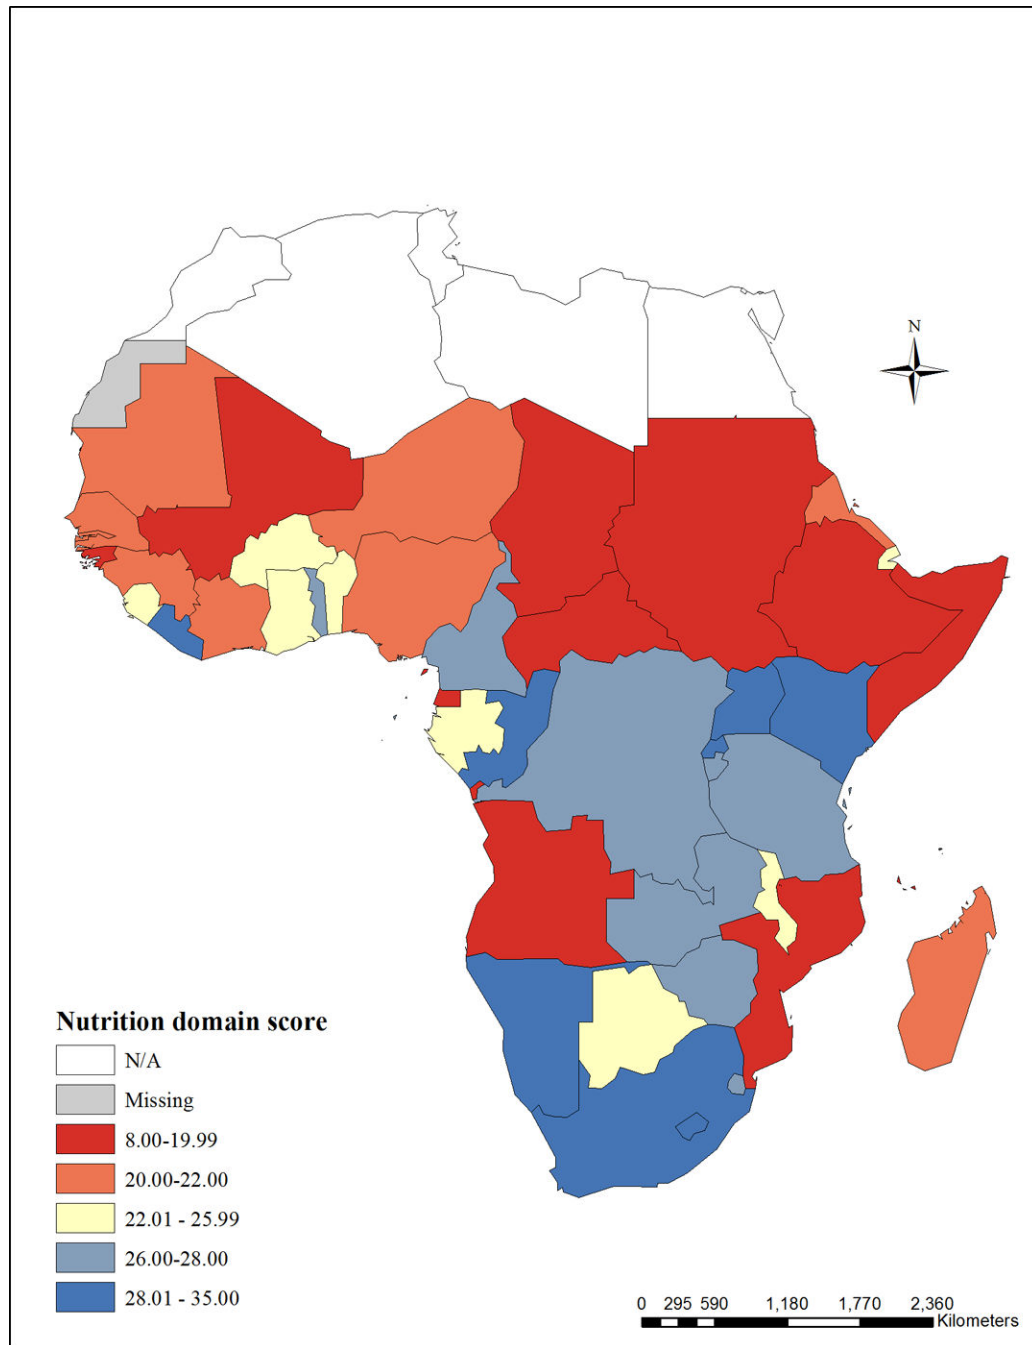 N
Nutrition domain score
N/A
Missing
8.00-19.99
20.00-22.00
22.01 - 25.99
26.00-28.00
28.01 - 35.00
0 295 590 1,180 1,770 2,360
Kilometers